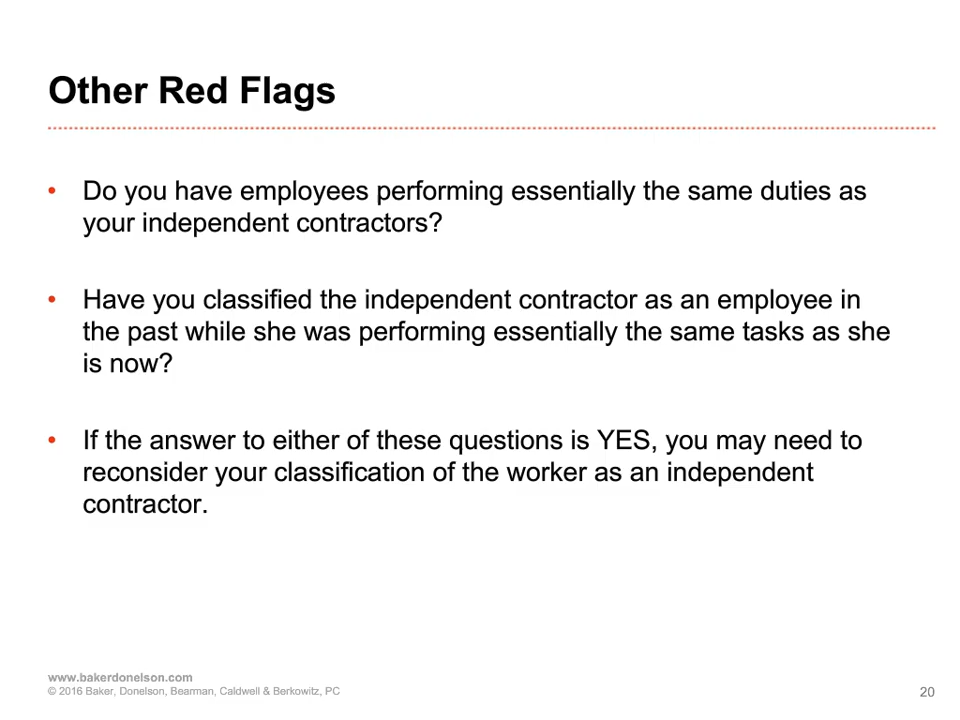 Other Red Flags
• Do you have employees performing essentially the same duties as
your independent contractors?
• Have you classified the independent contractor as an employee in
the past while she was performing essentially the same tasks as she
is now?
• If the answer to either of these questions is YES, you may need to
reconsider your classification of the worker as an independent
contractor.
www.bakerdonelson.com
© 2016 Baker, Donelson, Bearman, Caldwell & Berkowitz, PC
20